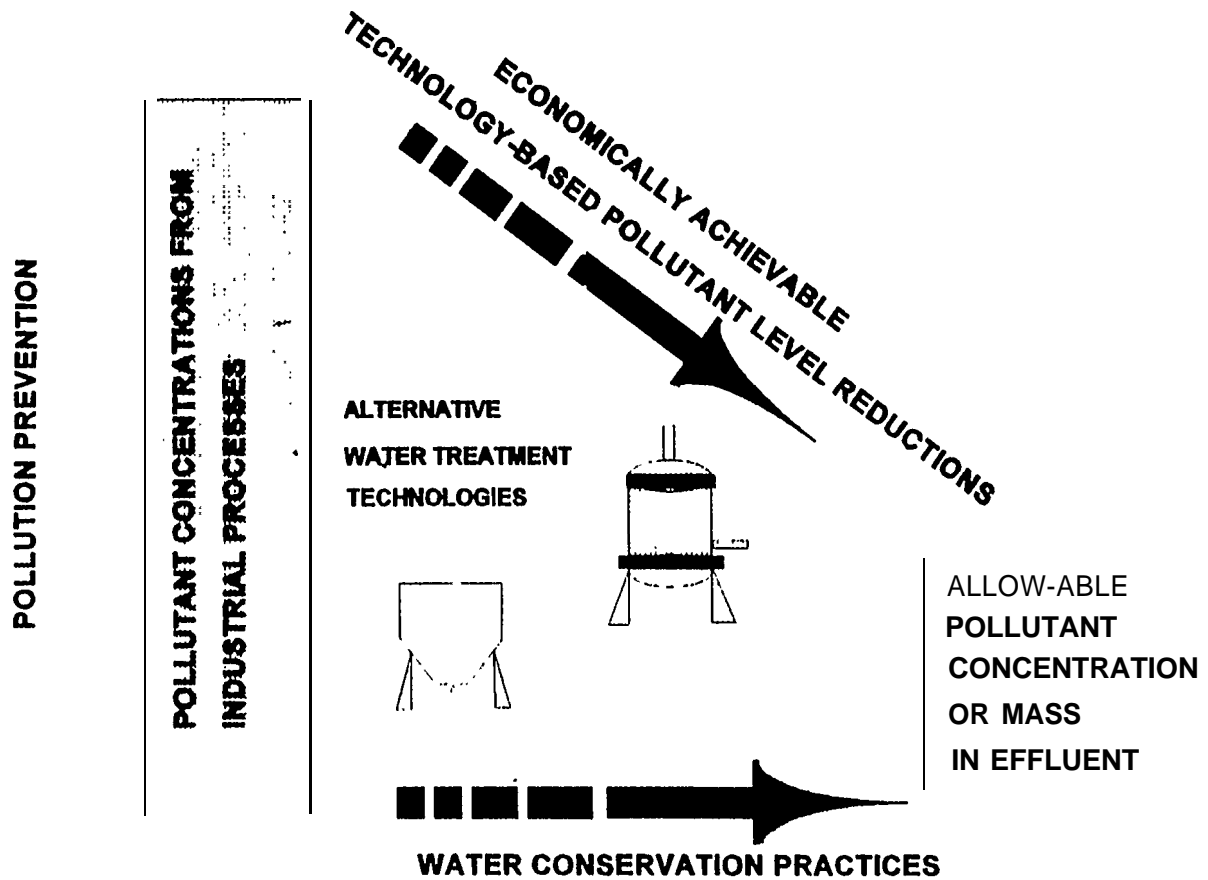 POLLUTION PREVENTION
POLLUTANT CONCENTRATIONS FROM
INDUSTRIAL PROCESSES
ECONOMICALLY ACHIEVABLE
TECHNOLOGY-BASED POLLUTANT LEVEL REDUCTIONS
ALTERNATIVE
WATER TREATMENT
TECHNOLOGIES
ALLOW-ABLE
POLLUTANT
CONCENTRATION
OR MASS
IN EFFLUENT
WATER CONSERVATION PRACTICES